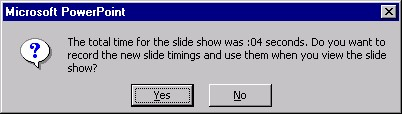 Microsoft PowerPoint
The total time for the slide show was :04 seconds. Do you want to
record the new slide timings and use them when you view the slide
show?
Yes
No